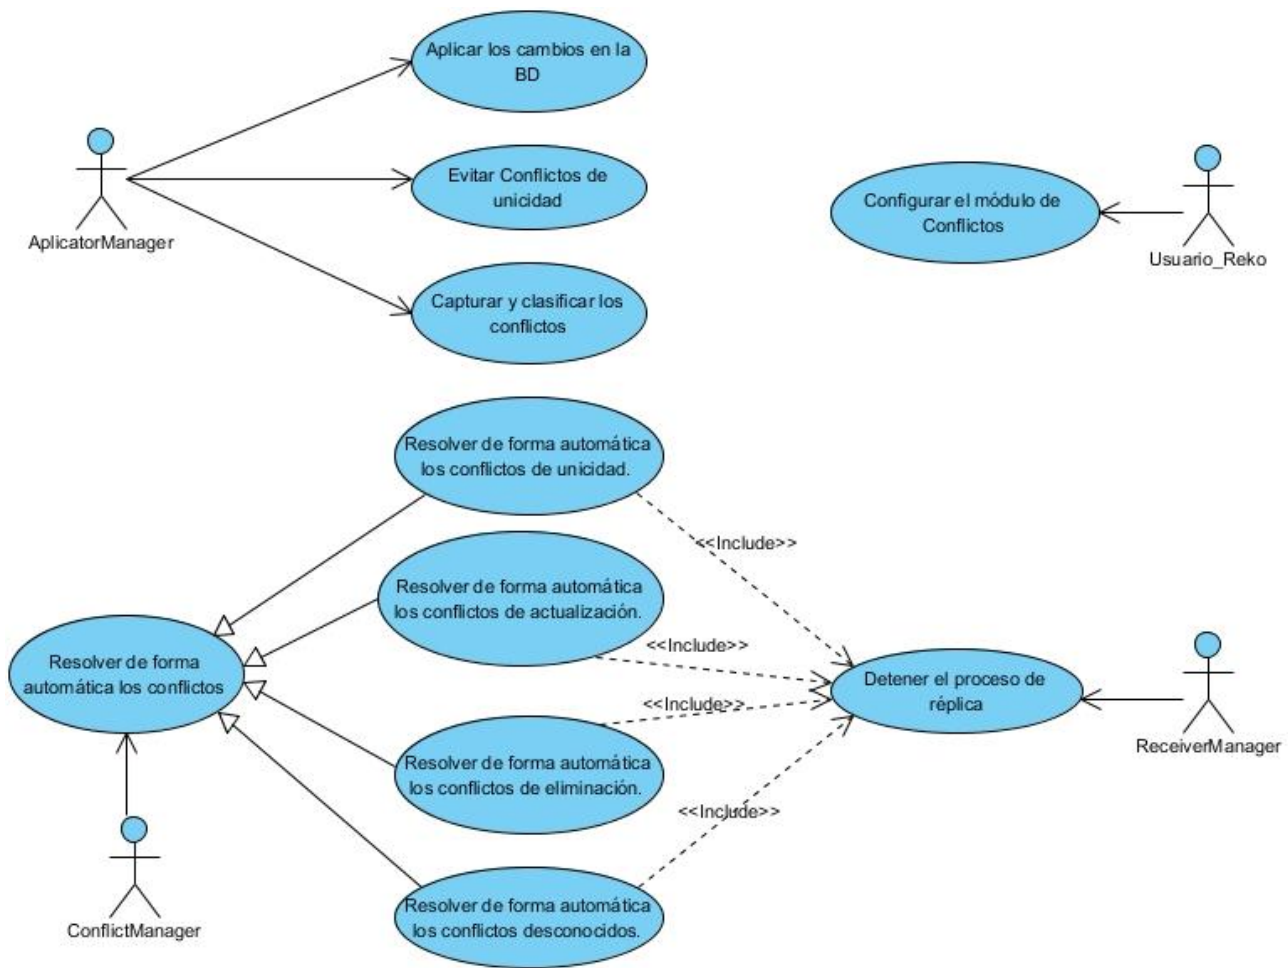 Aplicar los cambios en la
BD
AplicatorManager
Evitar Conflictos de
unicidad
Capturar y clasificar los
conflictos
Configurar el módulo de
Conflictos
Usuario_Reko
Resolver de forma automática
los conflictos de unicidad.
<<Include>>
Resolver de forma automática
los conflictos de actualización.
<<Include>>
Resolver de forma
automática los conflictos
Detener el proceso de
réplica
<<Include>>
ReceiverManager
Resolver de forma automática
los conflictos de eliminación.
<<Include>>
Resolver de forma automática
los conflictos desconocidos.
ConflictManager